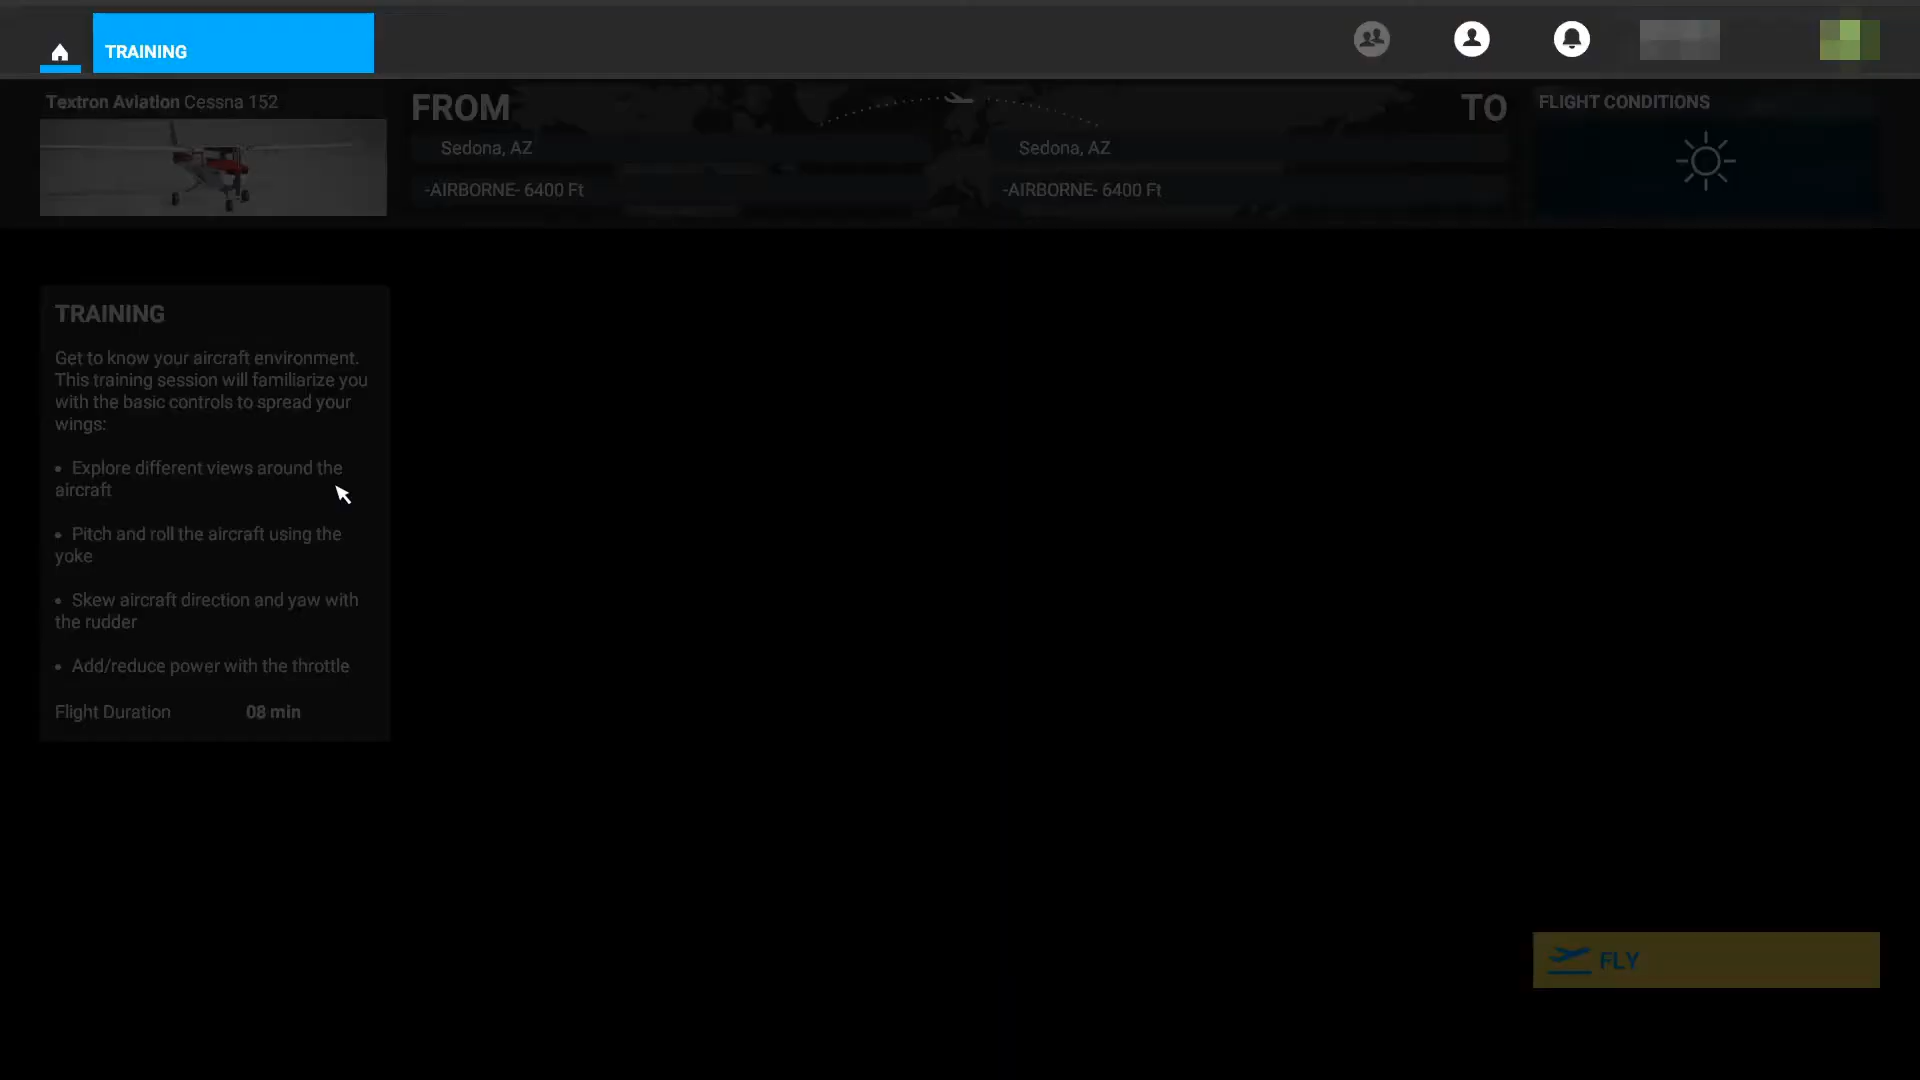 TRAINING
Textron Aviation Cessna 152
FROM
Sedona, AZ
-AIRBORNE- 6400 Ft
TO
Sedona, AZ
-AIRBORNE- 6400 Ft
FLIGHT CONDITIONS
TRAINING
Get to know your aircraft environment.
This training session will familiarize you
with the basic controls to spread your
wings:
• Explore different views around the
aircraft
• Pitch and roll the aircraft using the
yoke
• Skew aircraft direction and yaw with
the rudder
• Add/reduce power with the throttle
Flight Duration 08 min
FLY